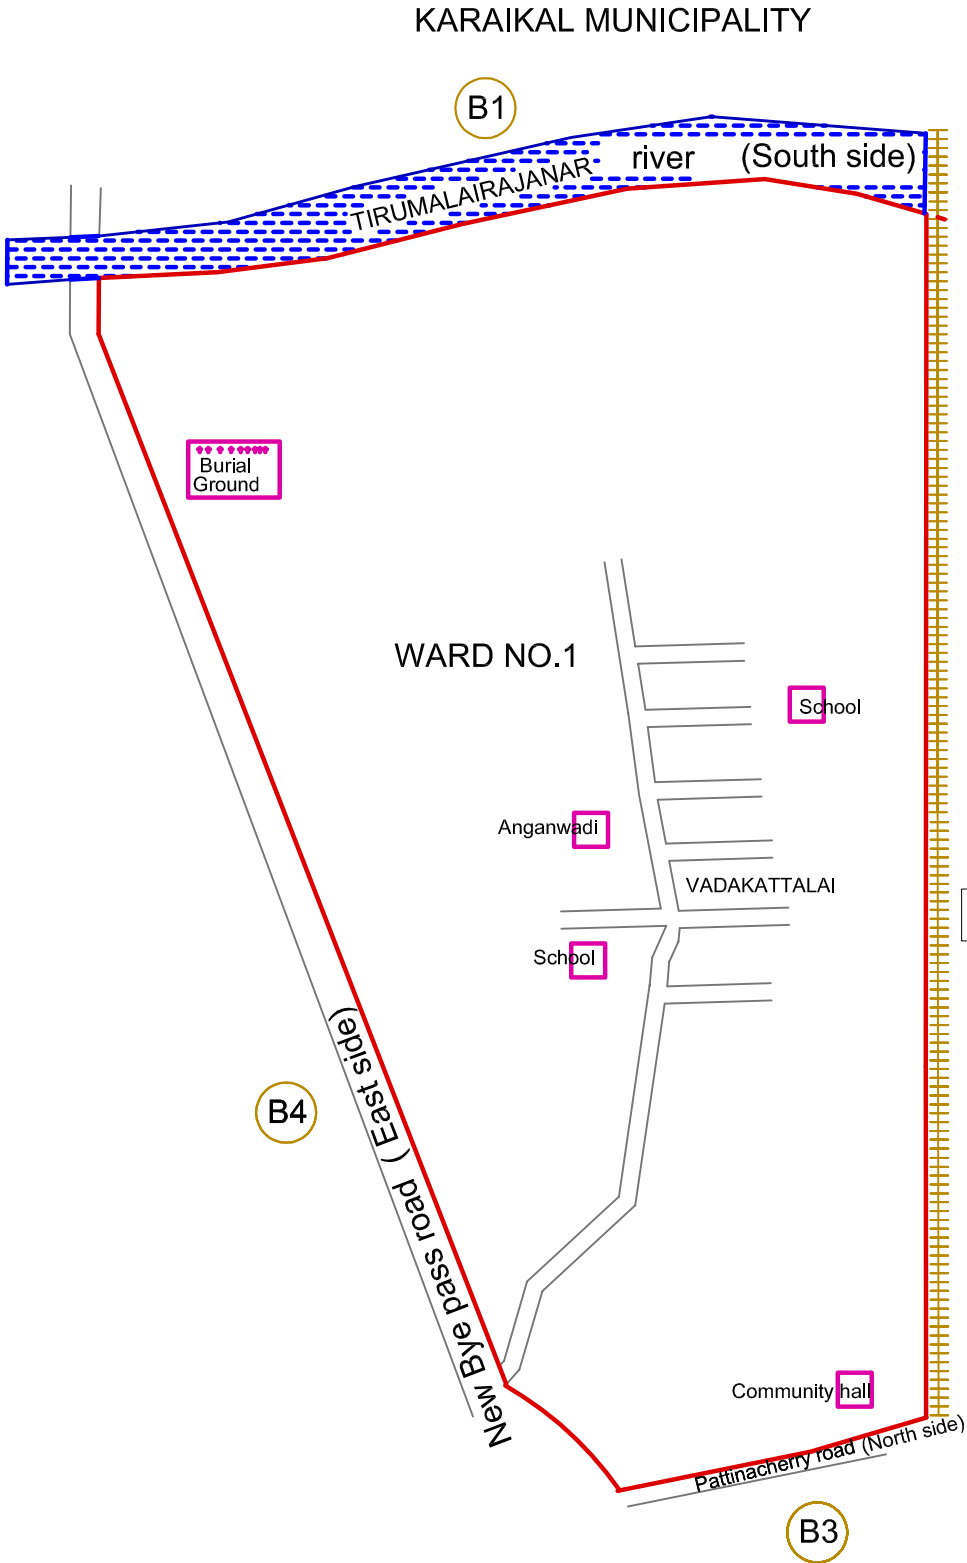 KARAIKAL MUNICIPALITY
B1
river (South side)
TIRUMALAIRAJANAR
Burial
Ground
WARD NO.1
School
Anganwadi
VADAKATTALAI
School
New Bye pass road ( East side)
B4
Community hall
Pattinacherry road (North side)
B3